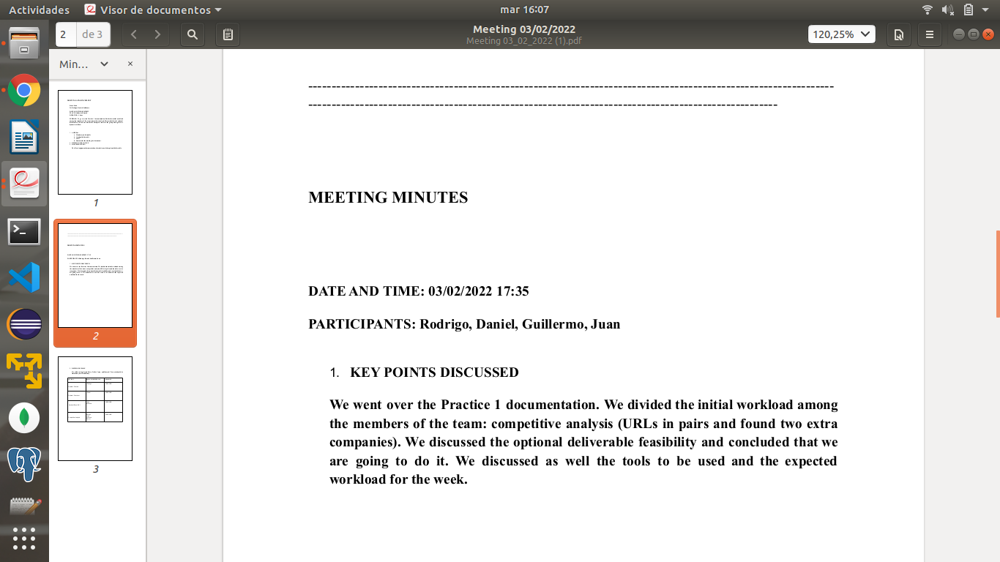 Actividades
Visor de documentos
mar 16:07
2
de 3
Meeting 03/02/2022
Meeting 03_02_2022 (1).pdf
120,25%
Min...
1
2
3
--------------------------------------------------------------------------------------------------------------------
--------------------------------------------------------------------------------------------------------
MEETING MINUTES
DATE AND TIME: 03/02/2022 17:35
PARTICIPANTS: Rodrigo, Daniel, Guillermo, Juan
1. KEY POINTS DISCUSSED
We went over the Practice 1 documentation. We divided the initial workload among
the members of the team: competitive analysis (URLs in pairs and found two extra
companies). We discussed the optional deliverable feasibility and concluded that we
are going to do it. We discussed as well the tools to be used and the expected
workload for the week.